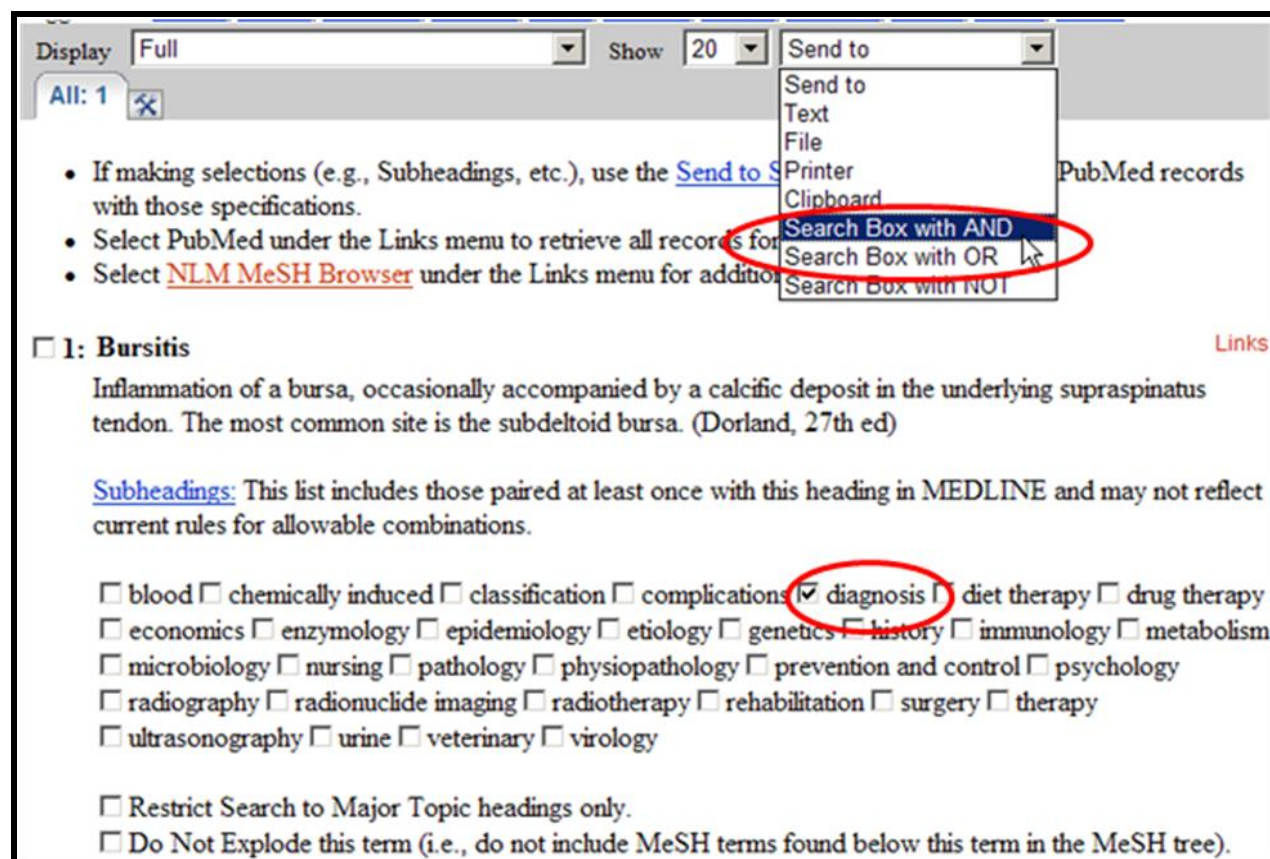 Display Full Show 20 Send to
All: 1
Send to
Text
File
Printer
Clipboard
Search Box with AND
Search Box with OR
Search Box with NOT
• If making selections (e.g., Subheadings, etc.), use the Send to S PubMed records
with those specifications.
• Select PubMed under the Links menu to retrieve all records for
• Select NLM MeSH Browser under the Links menu for addition
1: Bursitis Links
Inflammation of a bursa, occasionally accompanied by a calcific deposit in the underlying supraspinatus
tendon. The most common site is the subdeltoid bursa. (Dorland, 27th ed)
Subheadings: This list includes those paired at least once with this heading in MEDLINE and may not reflect
current rules for allowable combinations.
blood chemically induced classification complications diagnosis diet therapy drug therapy
economics enzymology epidemiology etiology genetics history immunology metabolism
microbiology nursing pathology physiopathology prevention and control psychology
radiography radionuclide imaging radiotherapy rehabilitation surgery therapy
ultrasonography urine veterinary virology
Restrict Search to Major Topic headings only.
Do Not Explode this term (i.e., do not include MeSH terms found below this term in the MeSH tree).